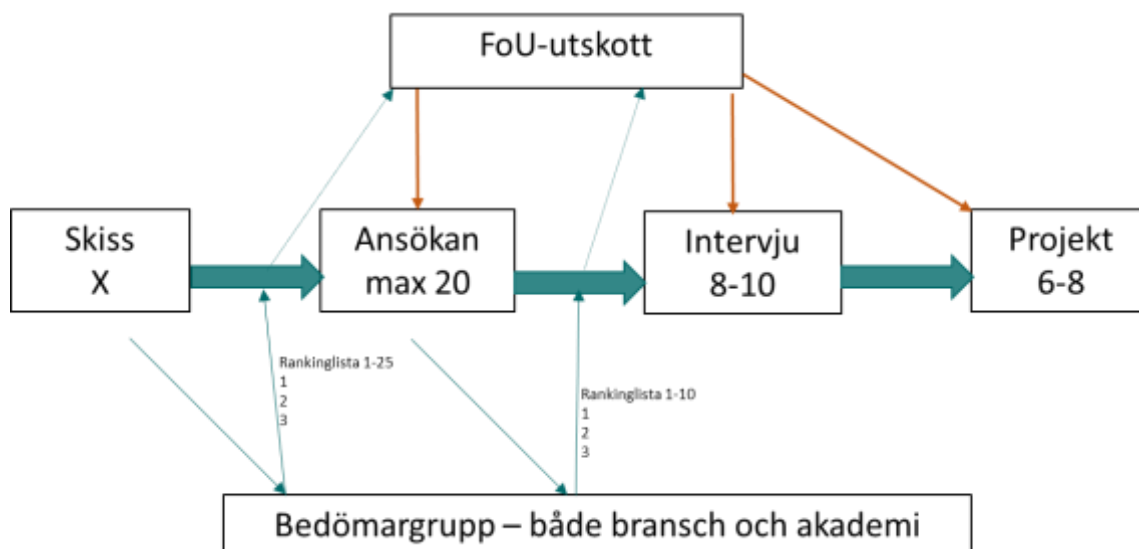 FoU-utskott
Skiss
X
Ansökan
max 20
Intervju
8-10
Projekt
6-8
Rankinglista 1-25
1
2
3
Rankinglista 1-10
1
2
3
Bedömargrupp – både bransch och akademi